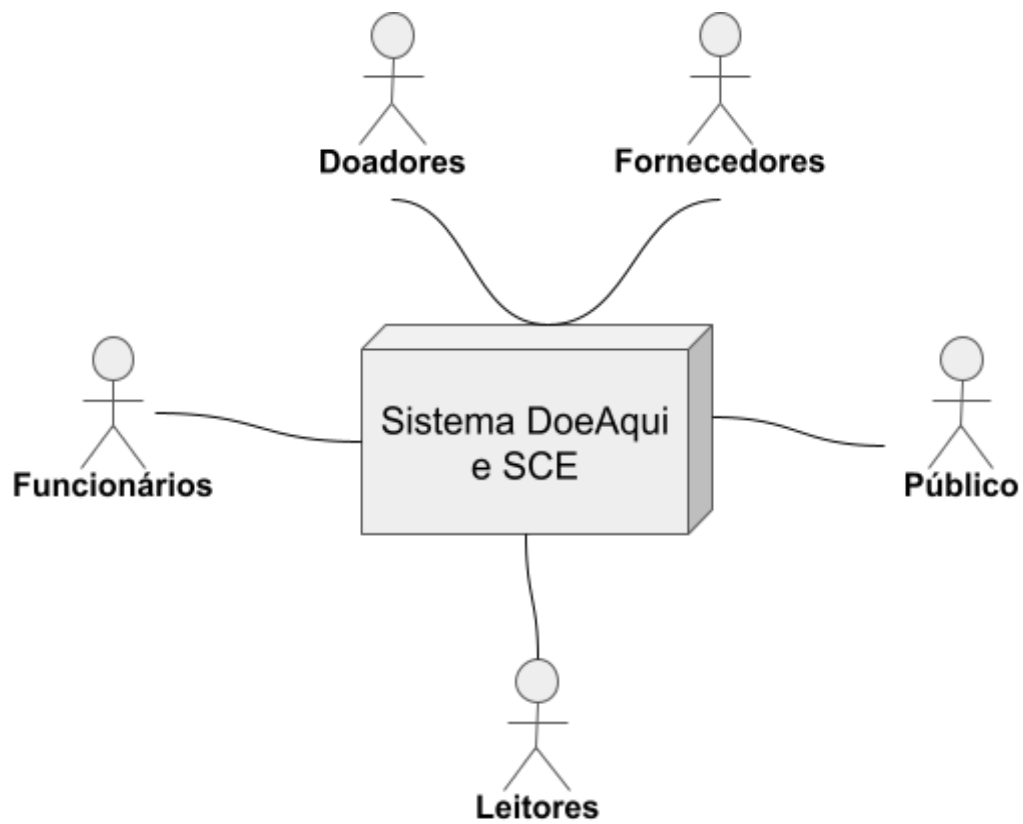 Doadores
Fornecedores
Sistema DoeAqui
e SCE
Funcionários
Público
Leitores